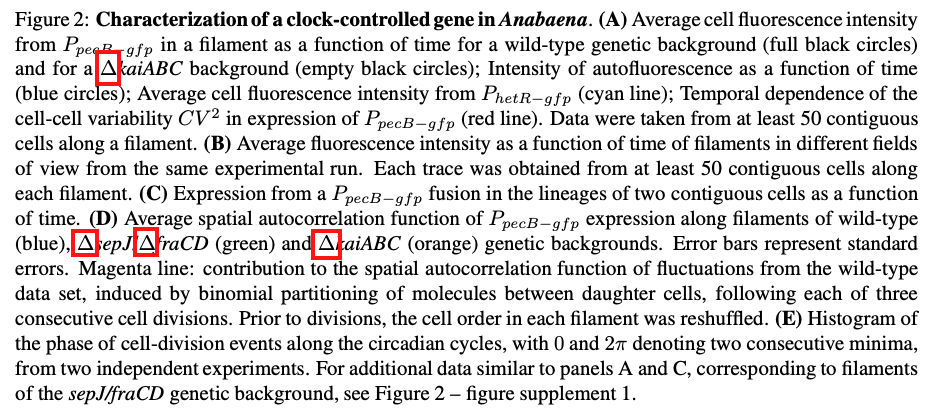 Figure 2: Characterization of a clock-controlled gene in Anabaena. (A) Average cell fluorescence intensity
from P_{pecB−gfp} in a filament as a function of time for a wild-type genetic background (full black circles)
and for a ΔkaiABC background (empty black circles); Intensity of autofluorescence as a function of time
(blue circles); Average cell fluorescence intensity from P_{hetR−gfp} (cyan line); Temporal dependence of the
cell-cell variability CV² in expression of P_{pecB−gfp} (red line). Data were taken from at least 50 contiguous
cells along a filament. (B) Average fluorescence intensity as a function of time of filaments in different fields
of view from the same experimental run. Each trace was obtained from at least 50 contiguous cells along
each filament. (C) Expression from a P_{pecB−gfp} fusion in the lineages of two contiguous cells as a function
of time. (D) Average spatial autocorrelation function of P_{pecB−gfp} expression along filaments of wild-type
(blue), ΔsepJ/ΔfraCD (green) and ΔkaiABC (orange) genetic backgrounds. Error bars represent standard
errors. Magenta line: contribution to the spatial autocorrelation function of fluctuations from the wild-type
data set, induced by binomial partitioning of molecules between daughter cells, following each of three
consecutive cell divisions. Prior to divisions, the cell order in each filament was reshuffled. (E) Histogram of
the phase of cell-division events along the circadian cycles, with 0 and 2π denoting two consecutive minima,
from two independent experiments. For additional data similar to panels A and C, corresponding to filaments
of the sepJ/fraCD genetic background, see Figure 2 – figure supplement 1.